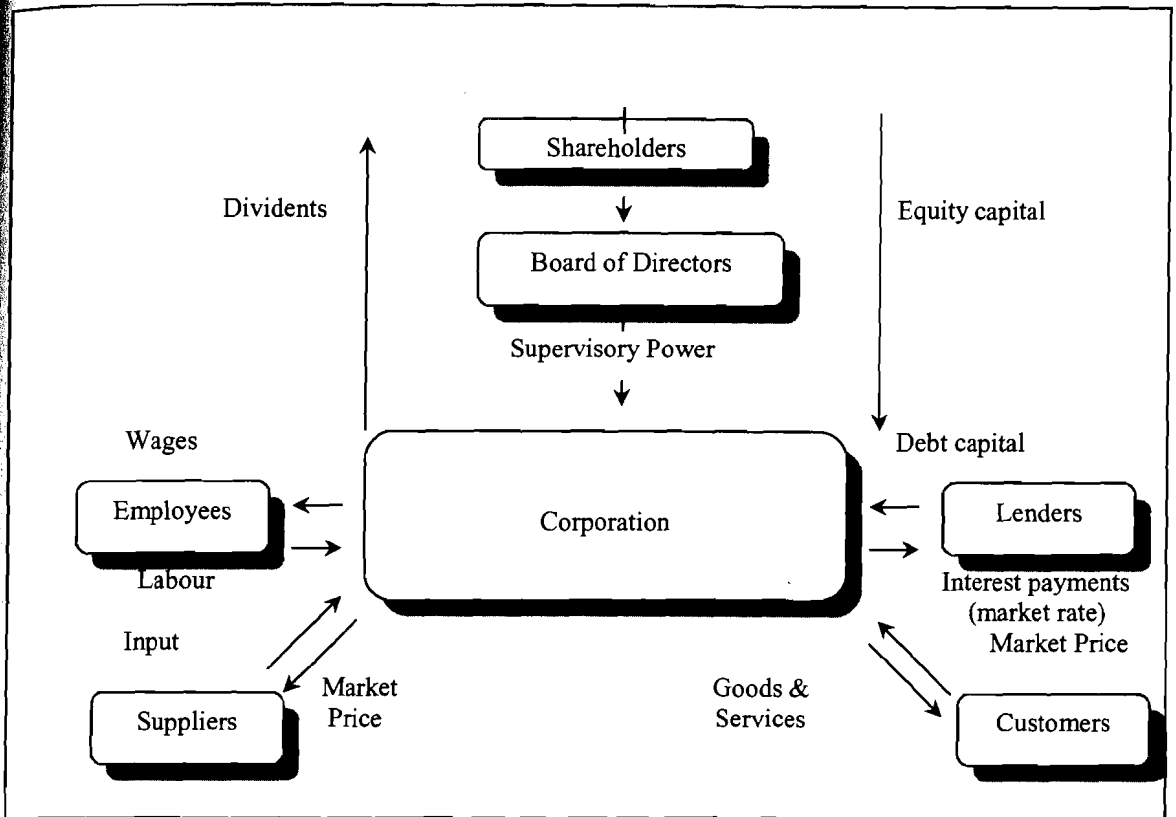 Shareholders
Dividents
Equity capital
Board of Directors
Supervisory Power
Wages
Debt capital
Employees
Corporation
Lenders
Labour
Interest payments
(market rate)
Input
Market Price
Market
Price
Goods &
Services
Suppliers
Customers